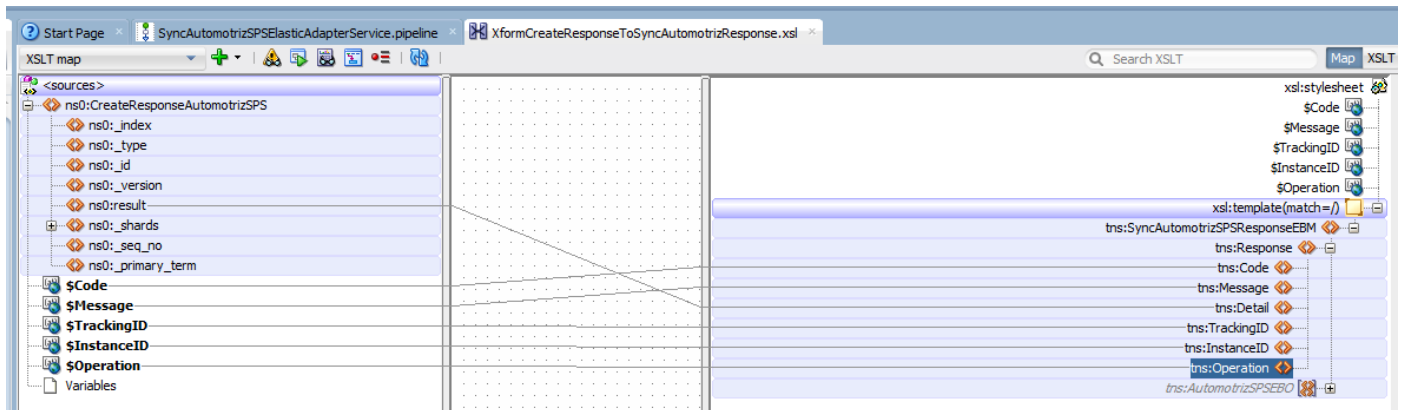 Start Page SyncAutomotrizSPSElasticAdapterService.pipeline XformCreateResponseToSyncAutomotrizResponse.xsl
XSLT map Search XSLT Map XSLT
<sources> xsl:stylesheet
ns0:CreateResponseAutomotrizSPS $Code
ns0:_index $Message
ns0:_type $TrackingID
ns0:_id $InstanceID
ns0:_version $Operation
ns0:result xsl:template(match=/)
ns0:_shards tns:SyncAutomotrizSPSResponseEBM
ns0:_seq_no tns:Response
ns0:_primary_term tns:Code
$Code tns:Message
$Message tns:Detail
$TrackingID tns:TrackingID
$InstanceID tns:InstanceID
$Operation tns:Operation
Variables tns:AutomotrizSPSEBO